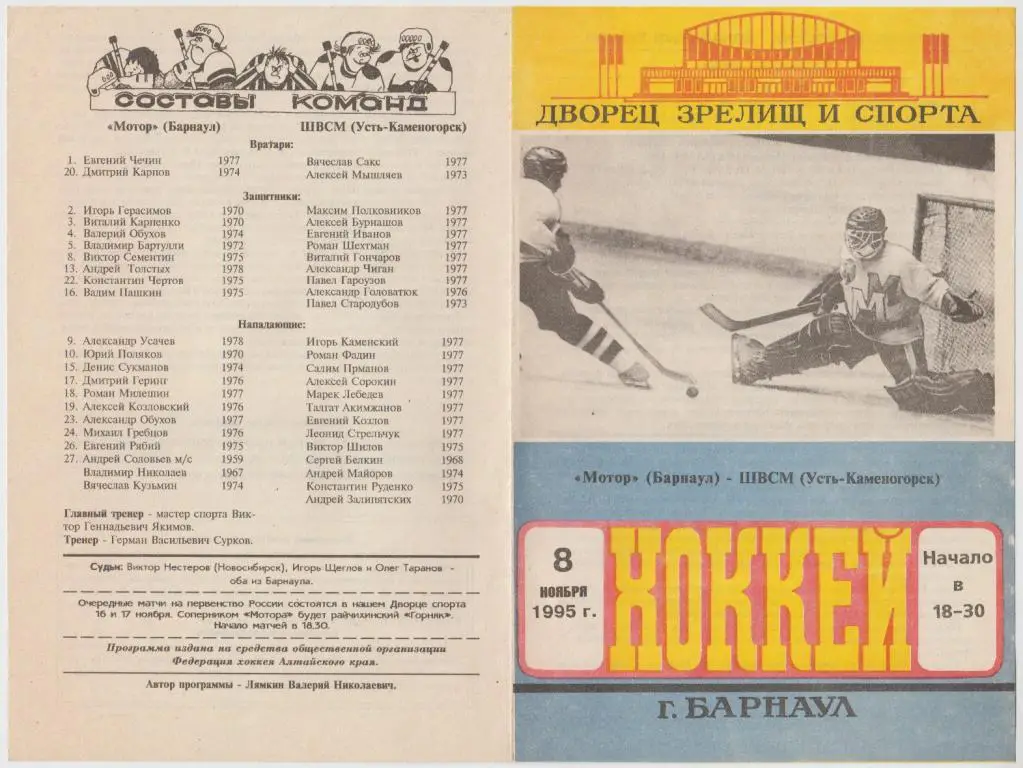 СОСТАВЫ КОМАНД
«Мотор» (Барнаул) ШВСМ (Усть-Каменогорск)
Вратари:
1. Евгений Чечин 1977 Вячеслав Сакс 1977
20. Дмитрий Карпов 1974 Алексей Мышляев 1973
Защитники:
2. Игорь Герасимов 1970 Максим Полковников 1977
3. Виталий Карпенко 1970 Алексей Бурнашов 1977
4. Валерий Обухов 1974 Евгений Иванов 1977
5. Владимир Бартулли 1972 Роман Шехтман 1977
8. Виктор Сементин 1975 Виталий Гончаров 1977
13. Андрей Толстых 1978 Александр Чиган 1977
22. Константин Чертов 1975 Павел Гароузов 1977
16. Вадим Пашкин 1975 Александр Головатюк 1976
Павел Стародубов 1973
Нападающие:
9. Александр Усачев 1978 Игорь Каменский 1977
10. Юрий Поляков 1970 Роман Фадин 1977
15. Денис Сукманов 1974 Салим Прманов 1977
17. Дмитрий Геринг 1976 Алексей Сорокин 1977
18. Роман Милешин 1977 Марек Лебедев 1977
19. Алексей Козловский 1976 Талгат Акимжанов 1977
23. Александр Обухов 1977 Евгений Козлов 1977
24. Михаил Гребцов 1976 Леонид Стрельчук 1977
26. Евгений Рябий 1975 Виктор Шилов 1975
27. Андрей Соловьев м/с 1959 Сергей Белкин 1968
Владимир Николаев 1967 Андрей Майоров 1974
Вячеслав Кузьмин 1974 Константин Руденко 1975
Андрей Залипятских 1970
Главный тренер - мастер спорта Вик-
тор Геннадьевич Якимов.
Тренер - Герман Васильевич Сурков.
Судьи: Виктор Нестеров (Новосибирск), Игорь Щеглов и Олег Таранов -
оба из Барнаула.
Очередные матчи на первенство России состоятся в нашем Дворце спорта
16 и 17 ноября. Соперником «Мотора» будет райчихинский «Горняк».
Начало матчей в 18.30.
Программа издана на средства общественной организации
Федерация хоккея Алтайского края.
Автор программы - Лямкин Валерий Николаевич.
ДВОРЕЦ ЗРЕЛИЩ И СПОРТА
М
«Мотор» (Барнаул) - ШВСМ (Усть-Каменогорск)
8
НОЯБРЯ
1995 г.
ХОККЕЙ
Начало
в
18-30
г. БАРНАУЛ